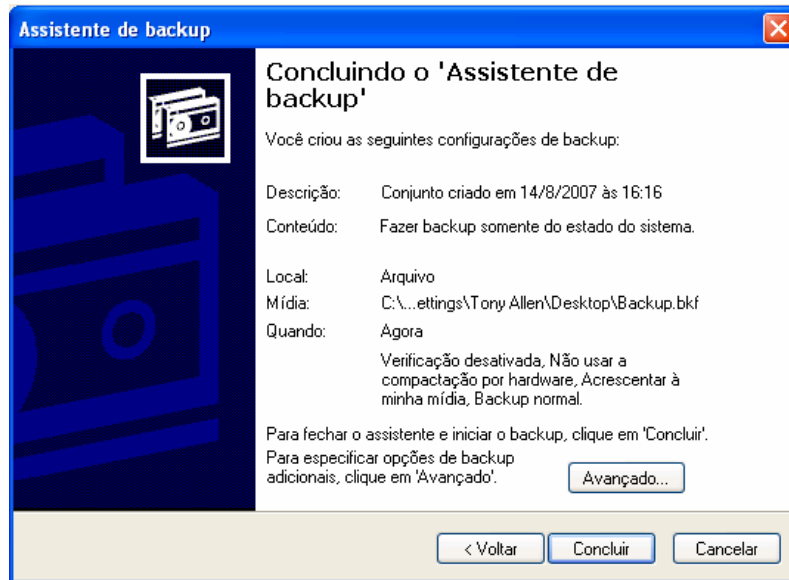 Assistente de backup
Concluindo o 'Assistente de
backup'
Você criou as seguintes configurações de backup:
Descrição: Conjunto criado em 14/8/2007 às 16:16
Conteúdo: Fazer backup somente do estado do sistema.
Local: Arquivo
Mídia: C:\...ettings\Tony Allen\Desktop\Backup.bkf
Quando: Agora
Verificação desativada, Não usar a
compactação por hardware, Acrescentar à
minha mídia, Backup normal.
Para fechar o assistente e iniciar o backup, clique em 'Concluir'.
Para especificar opções de backup
adicionais, clique em 'Avançado'.
Avançado...
< Voltar Concluir Cancelar